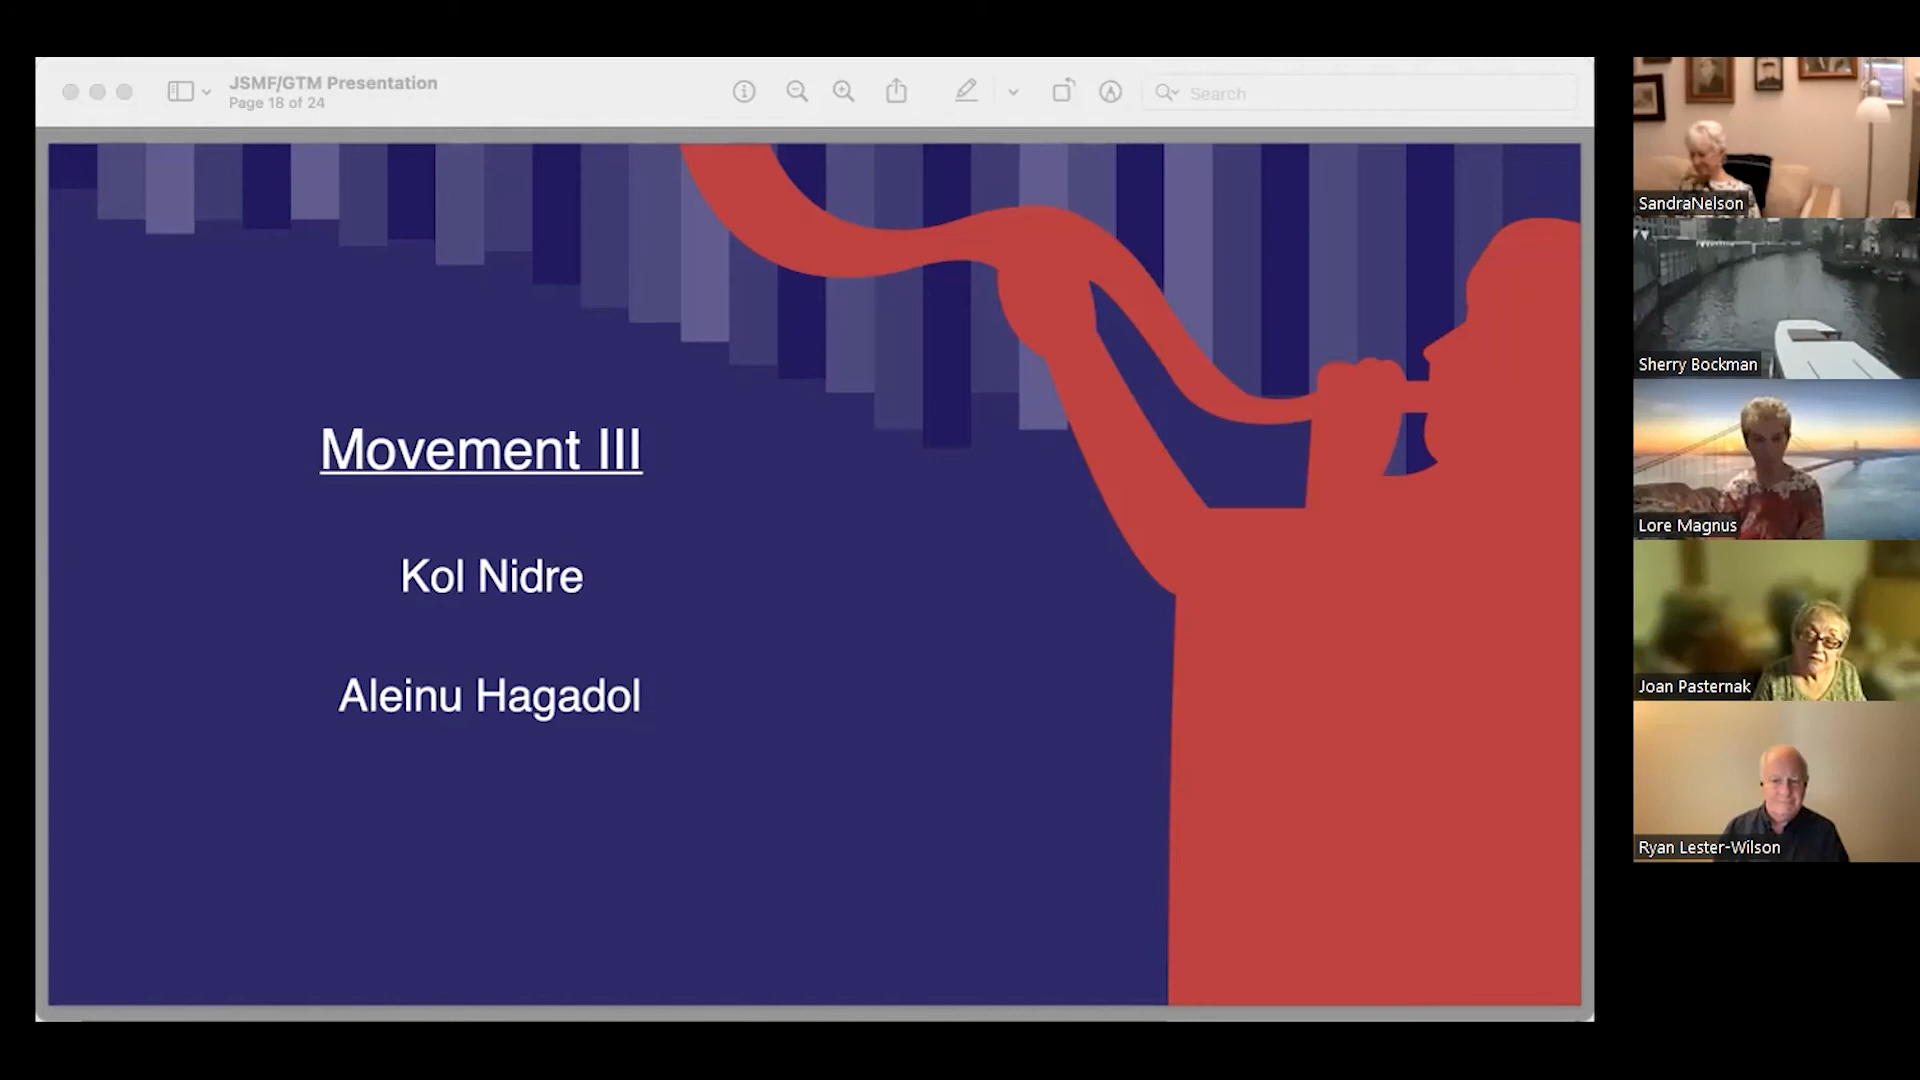 JSMF/GTM Presentation
Page 18 of 24
Search
Movement III
Kol Nidre
Aleinu Hagadol
SandraNelson
Sherry Bockman
Lore Magnus
Joan Pasternak
Ryan Lester-Wilson